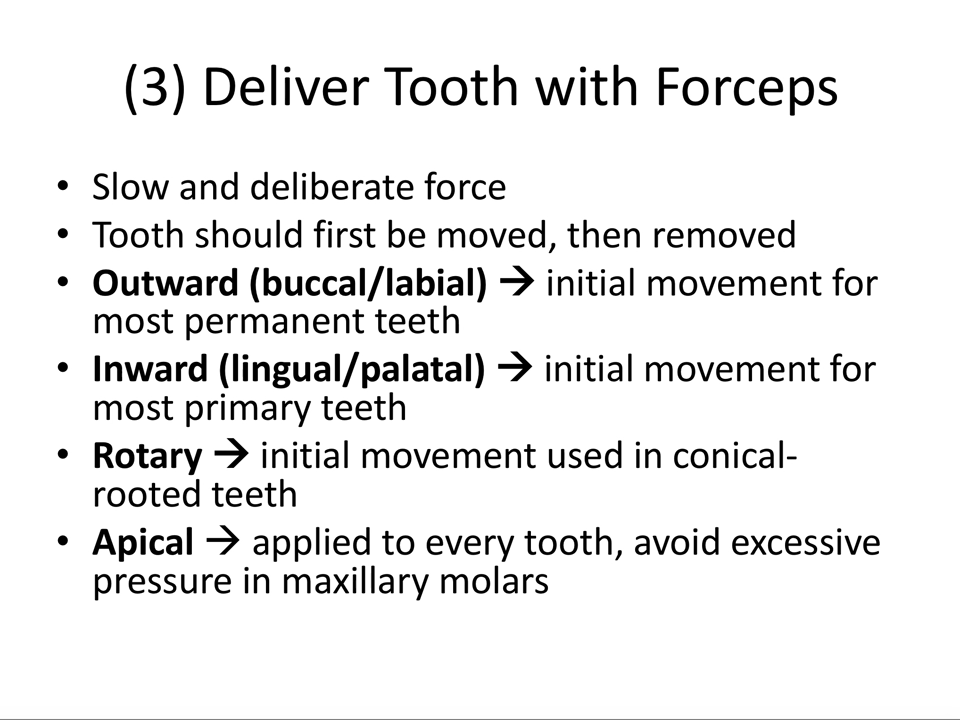 (3) Deliver Tooth with Forceps
• Slow and deliberate force
• Tooth should first be moved, then removed
• Outward (buccal/labial) → initial movement for
most permanent teeth
• Inward (lingual/palatal) → initial movement for
most primary teeth
• Rotary → initial movement used in conical-
rooted teeth
• Apical → applied to every tooth, avoid excessive
pressure in maxillary molars